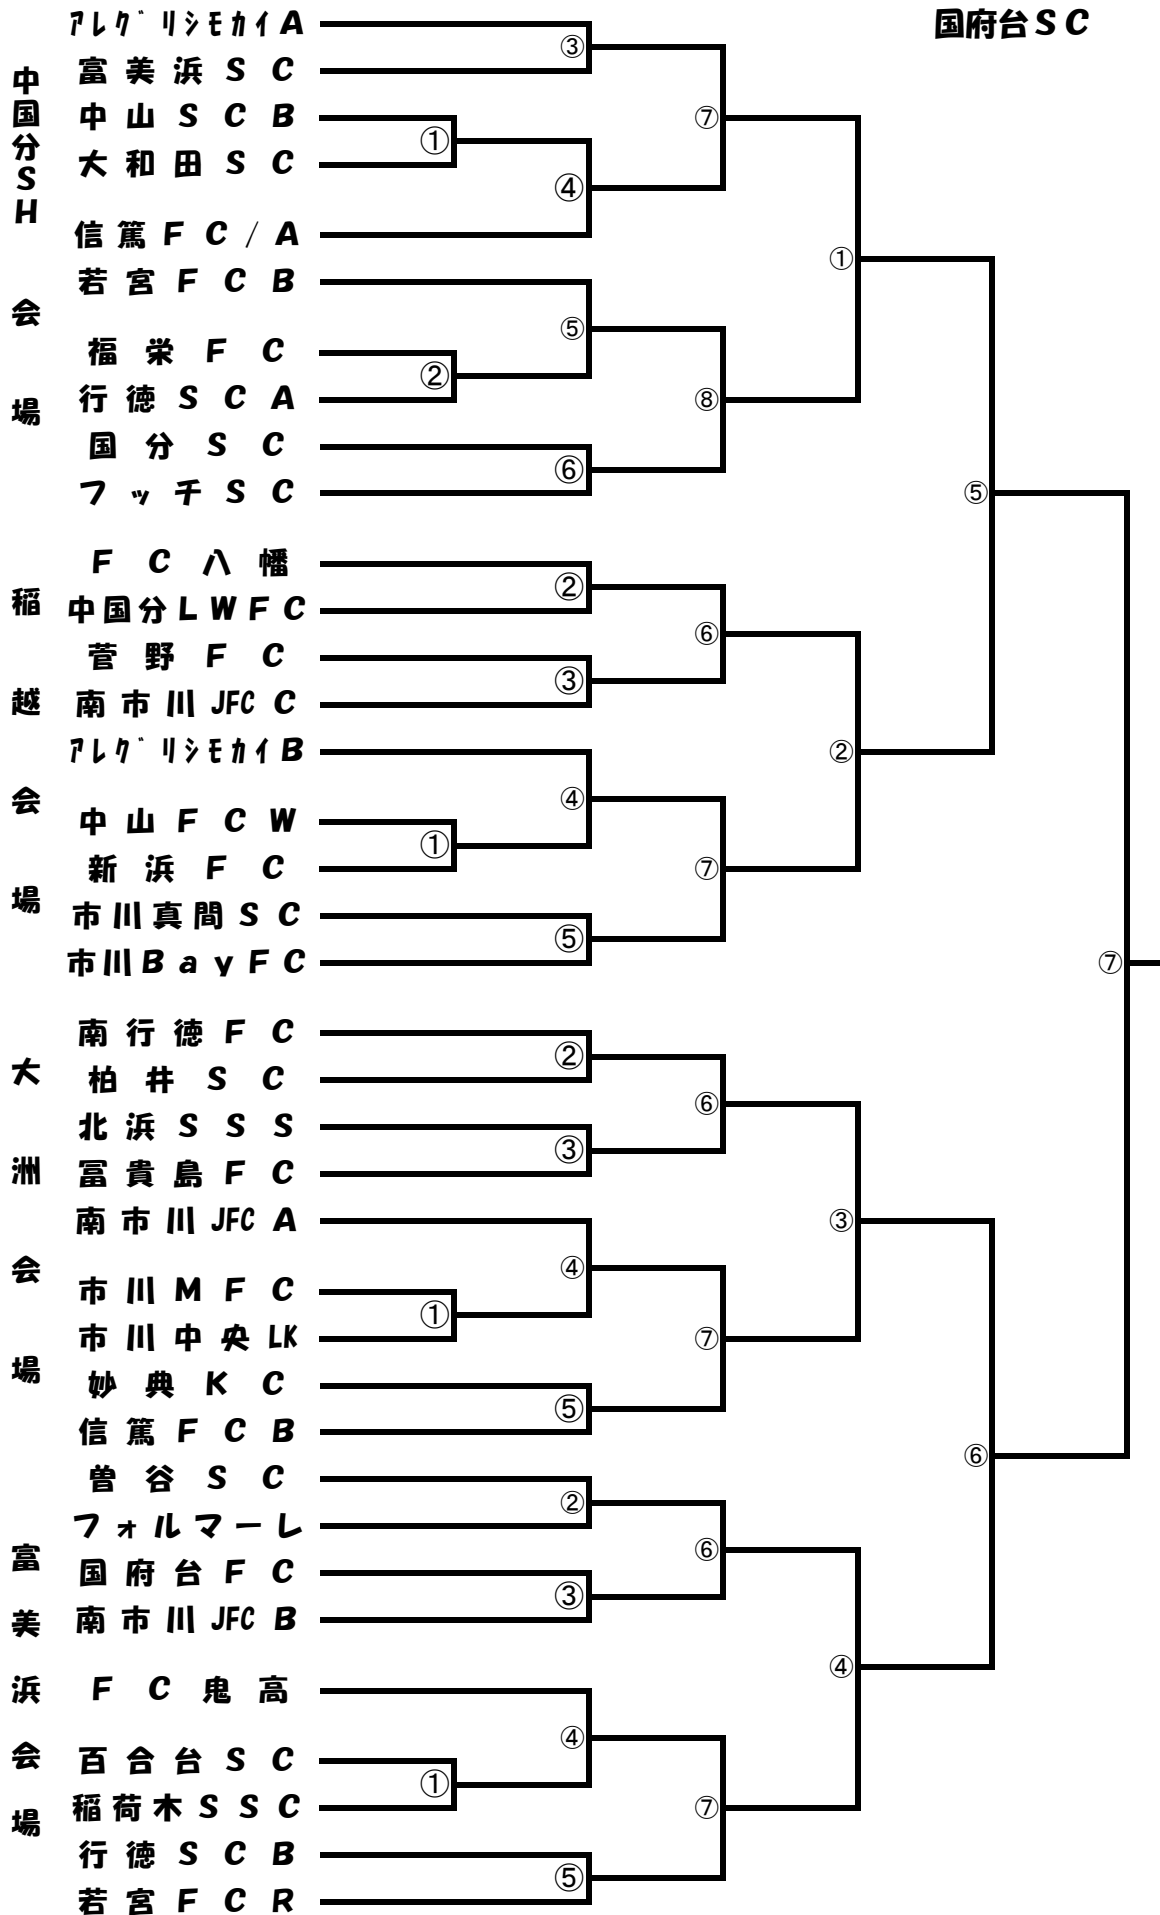 国府台SC
中国分SH会場
アレグリシモカイA
富美浜SC
③
中山SCB
大和田SC
①
④
⑦
信篤FC/A
若宮FCB
⑤
福栄FC
行徳SCA
②
⑧
①
国分SC
フッチSC
⑥
⑤
稲越会場
FC八幡
中国分LWFC
②
⑥
菅野FC
南市川JFC C
③
②
アレグリシモカイB
④
中山FCW
新浜FC
①
⑦
市川真間SC
市川BayFC
⑤
⑦
大洲会場
南行徳FC
柏井SC
②
⑥
北浜SSS
冨貴島FC
③
③
南市川JFC A
④
市川MFC
市川中央LK
①
⑦
妙典KC
信篤FCB
⑤
⑥
富美浜会場
曽谷SC
フォルマーレ
②
⑥
国府台FC
南市川JFC B
③
④
FC鬼高
④
百合台SC
稲荷木SSC
①
⑦
行徳SCB
若宮FCR
⑤